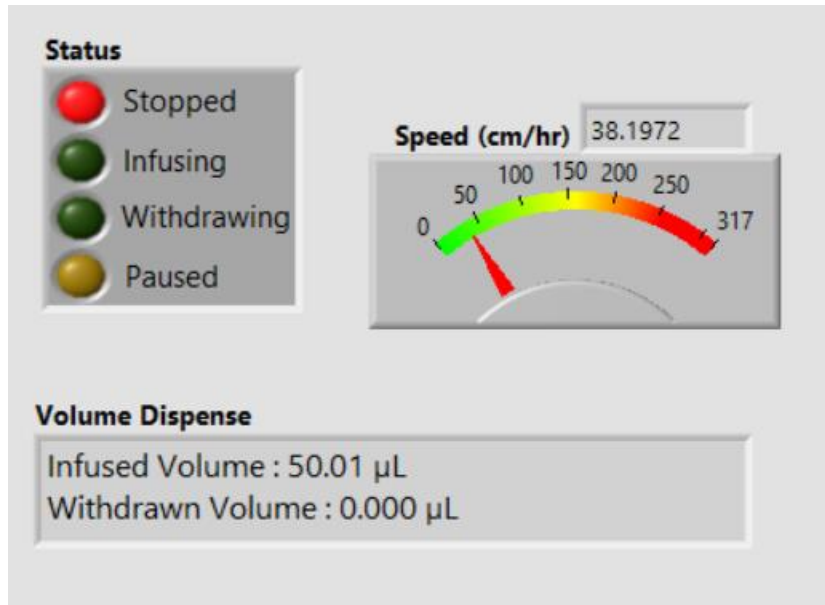 Status
Stopped
Infusing
Withdrawing
Paused
Speed (cm/hr) 38.1972
0 50 100 150 200 250 317
Volume Dispense
Infused Volume : 50.01 µL
Withdrawn Volume : 0.000 µL